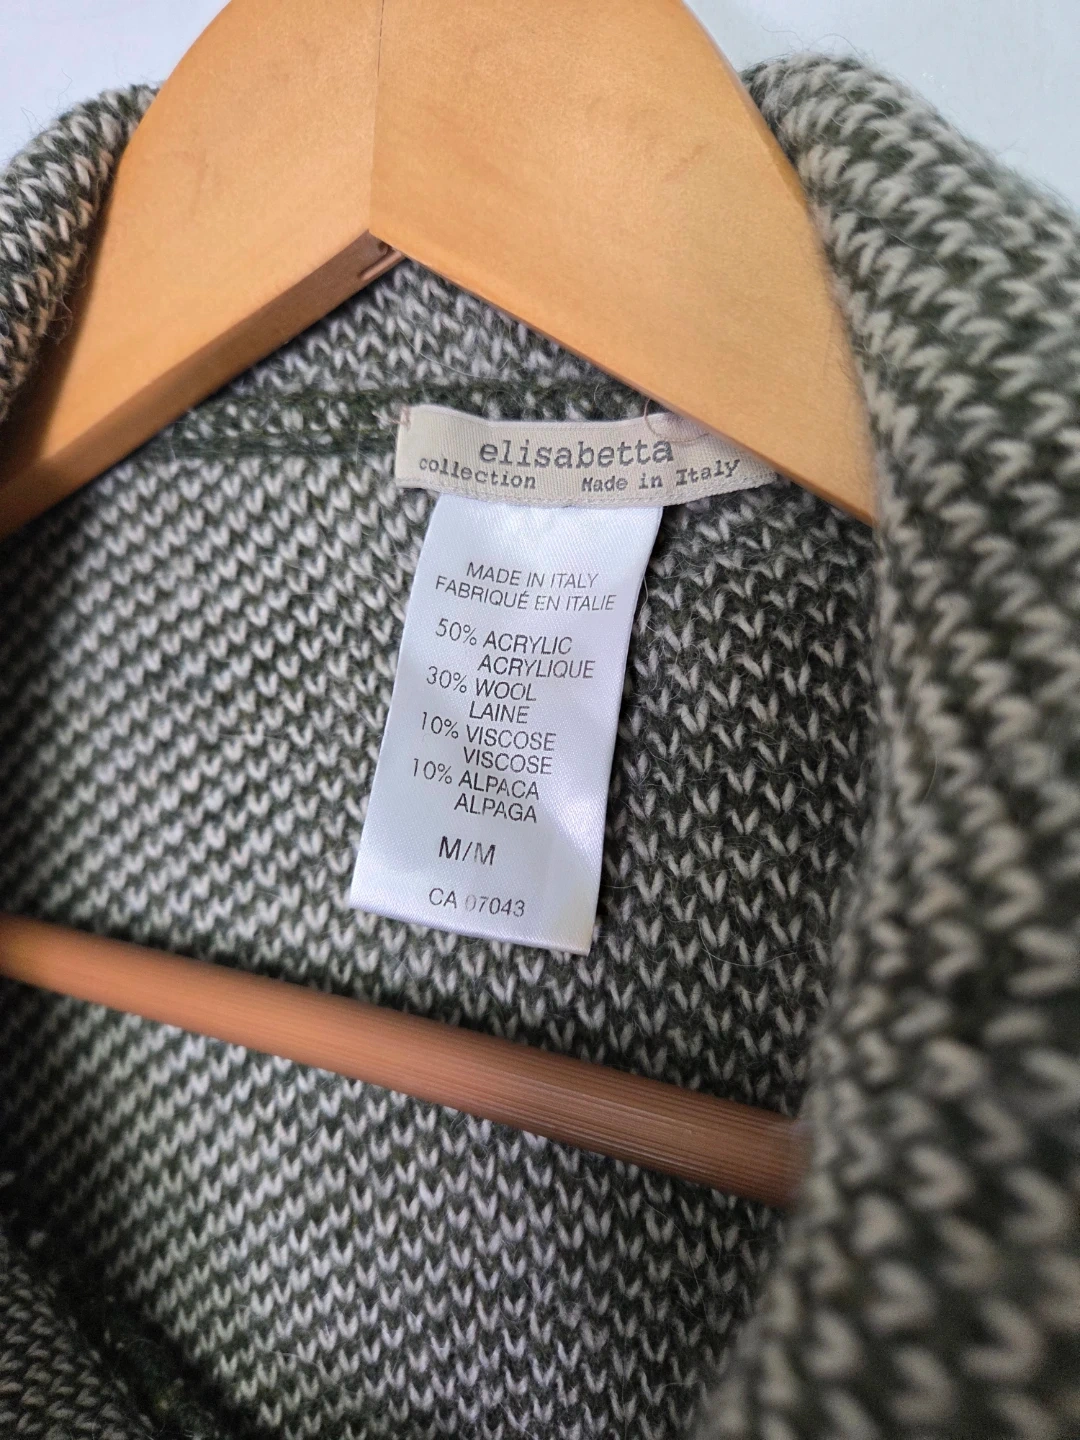 elisabetta
collection Made in Italy
MADE IN ITALY
FABRIQUÉ EN ITALIE
50% ACRYLIC
ACRYLIQUE
30% WOOL
LAINE
10% VISCOSE
VISCOSE
10% ALPACA
ALPAGA
M/M
CA 07043